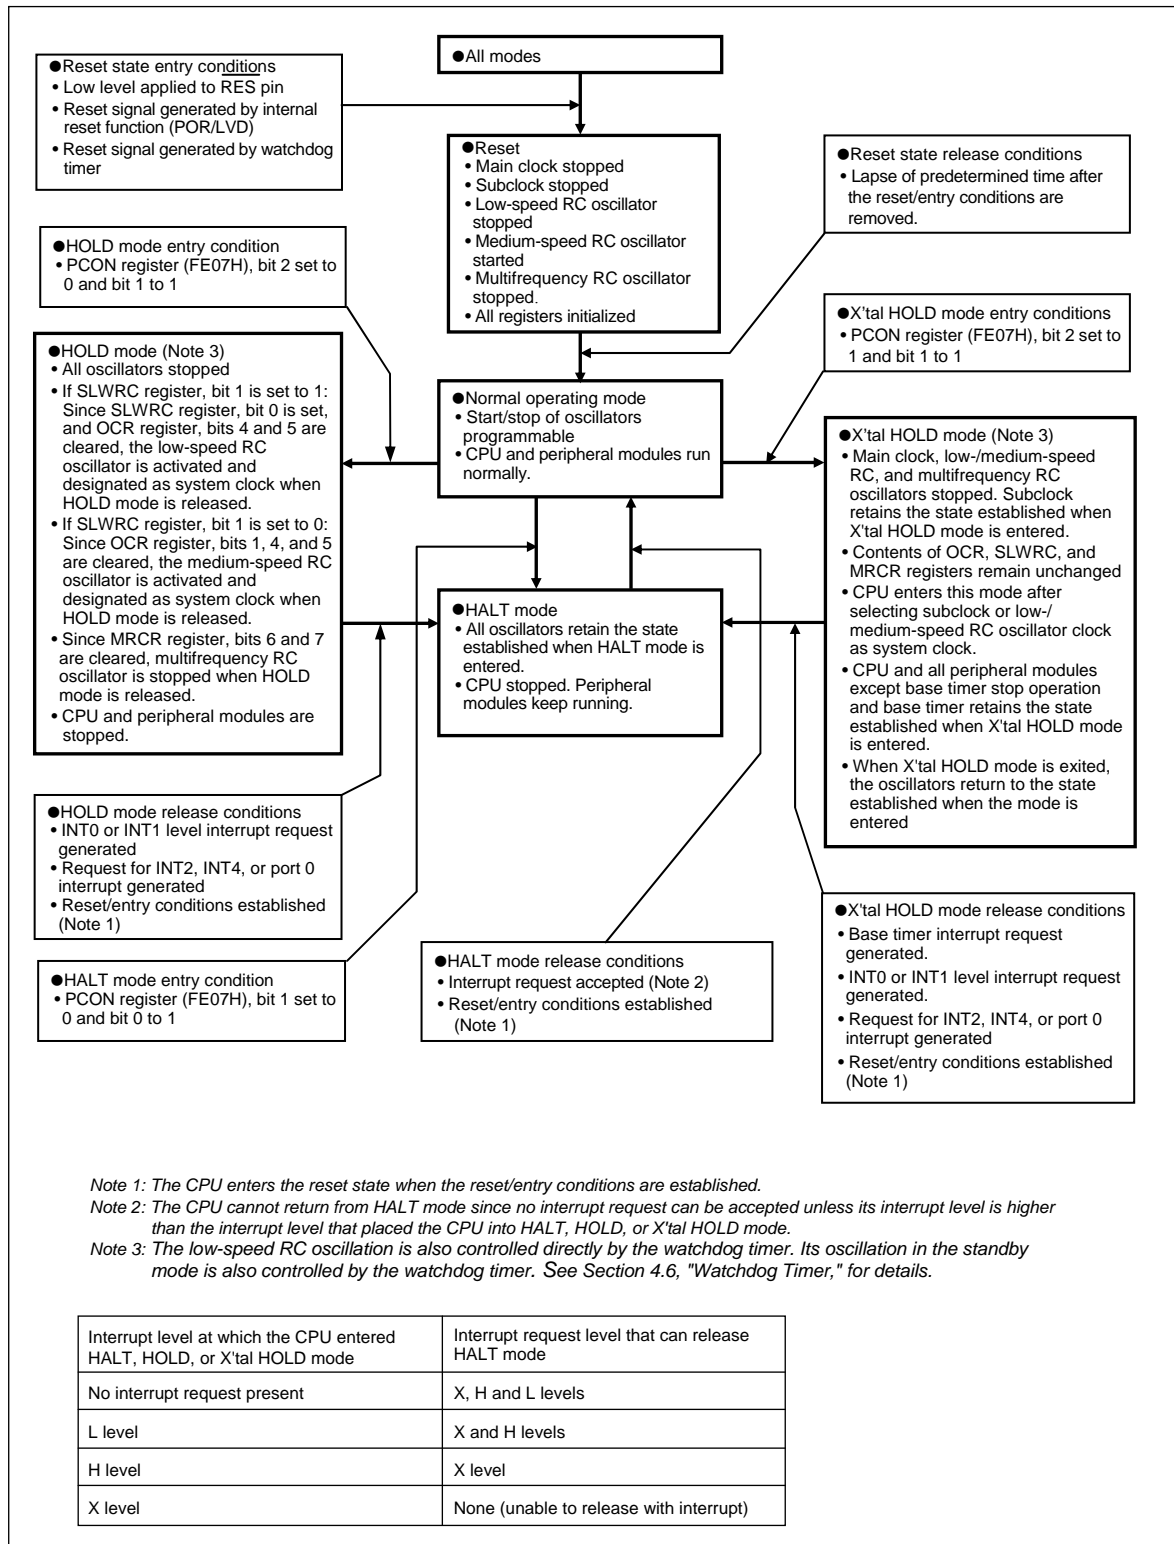 ●All modes
●Reset state entry conditions
• Low level applied to RES pin
• Reset signal generated by internal
reset function (POR/LVD)
• Reset signal generated by watchdog
timer
●Reset
• Main clock stopped
• Subclock stopped
• Low-speed RC oscillator
stopped
• Medium-speed RC oscillator
started
• Multifrequency RC oscillator
stopped.
• All registers initialized
●Reset state release conditions
• Lapse of predetermined time after
the reset/entry conditions are
removed.
●HOLD mode entry condition
• PCON register (FE07H), bit 2 set to
0 and bit 1 to 1
●X'tal HOLD mode entry conditions
• PCON register (FE07H), bit 2 set to
1 and bit 1 to 1
●HOLD mode (Note 3)
• All oscillators stopped
• If SLWRC register, bit 1 is set to 1:
Since SLWRC register, bit 0 is set,
and OCR register, bits 4 and 5 are
cleared, the low-speed RC
oscillator is activated and
designated as system clock when
HOLD mode is released.
• If SLWRC register, bit 1 is set to 0:
Since OCR register, bits 1, 4, and 5
are cleared, the medium-speed RC
oscillator is activated and
designated as system clock when
HOLD mode is released.
• Since MRCR register, bits 6 and 7
are cleared, multifrequency RC
oscillator is stopped when HOLD
mode is released.
• CPU and peripheral modules are
stopped.
●Normal operating mode
• Start/stop of oscillators
programmable
• CPU and peripheral modules run
normally.
●X'tal HOLD mode (Note 3)
• Main clock, low-/medium-speed
RC, and multifrequency RC
oscillators stopped. Subclock
retains the state established when
X'tal HOLD mode is entered.
• Contents of OCR, SLWRC, and
MRCR registers remain unchanged
• CPU enters this mode after
selecting subclock or low-/
medium-speed RC oscillator clock
as system clock.
• CPU and all peripheral modules
except base timer stop operation
and base timer retains the state
established when X'tal HOLD mode
is entered.
• When X'tal HOLD mode is exited,
the oscillators return to the state
established when the mode is
entered
●HALT mode
• All oscillators retain the state
established when HALT mode is
entered.
• CPU stopped. Peripheral
modules keep running.
●HOLD mode release conditions
• INT0 or INT1 level interrupt request
generated
• Request for INT2, INT4, or port 0
interrupt generated
• Reset/entry conditions established
(Note 1)
●HALT mode entry condition
• PCON register (FE07H), bit 1 set to
0 and bit 0 to 1
●HALT mode release conditions
• Interrupt request accepted (Note 2)
• Reset/entry conditions established
(Note 1)
●X'tal HOLD mode release conditions
• Base timer interrupt request
generated.
• INT0 or INT1 level interrupt request
generated.
• Request for INT2, INT4, or port 0
interrupt generated
• Reset/entry conditions established
(Note 1)
Note 1: The CPU enters the reset state when the reset/entry conditions are established.
Note 2: The CPU cannot return from HALT mode since no interrupt request can be accepted unless its interrupt level is higher
than the interrupt level that placed the CPU into HALT, HOLD, or X'tal HOLD mode.
Note 3: The low-speed RC oscillation is also controlled directly by the watchdog timer. Its oscillation in the standby
mode is also controlled by the watchdog timer. See Section 4.6, "Watchdog Timer," for details.
Interrupt level at which the CPU entered
HALT, HOLD, or X'tal HOLD mode
Interrupt request level that can release
HALT mode
No interrupt request present
X, H and L levels
L level
X and H levels
H level
X level
X level
None (unable to release with interrupt)